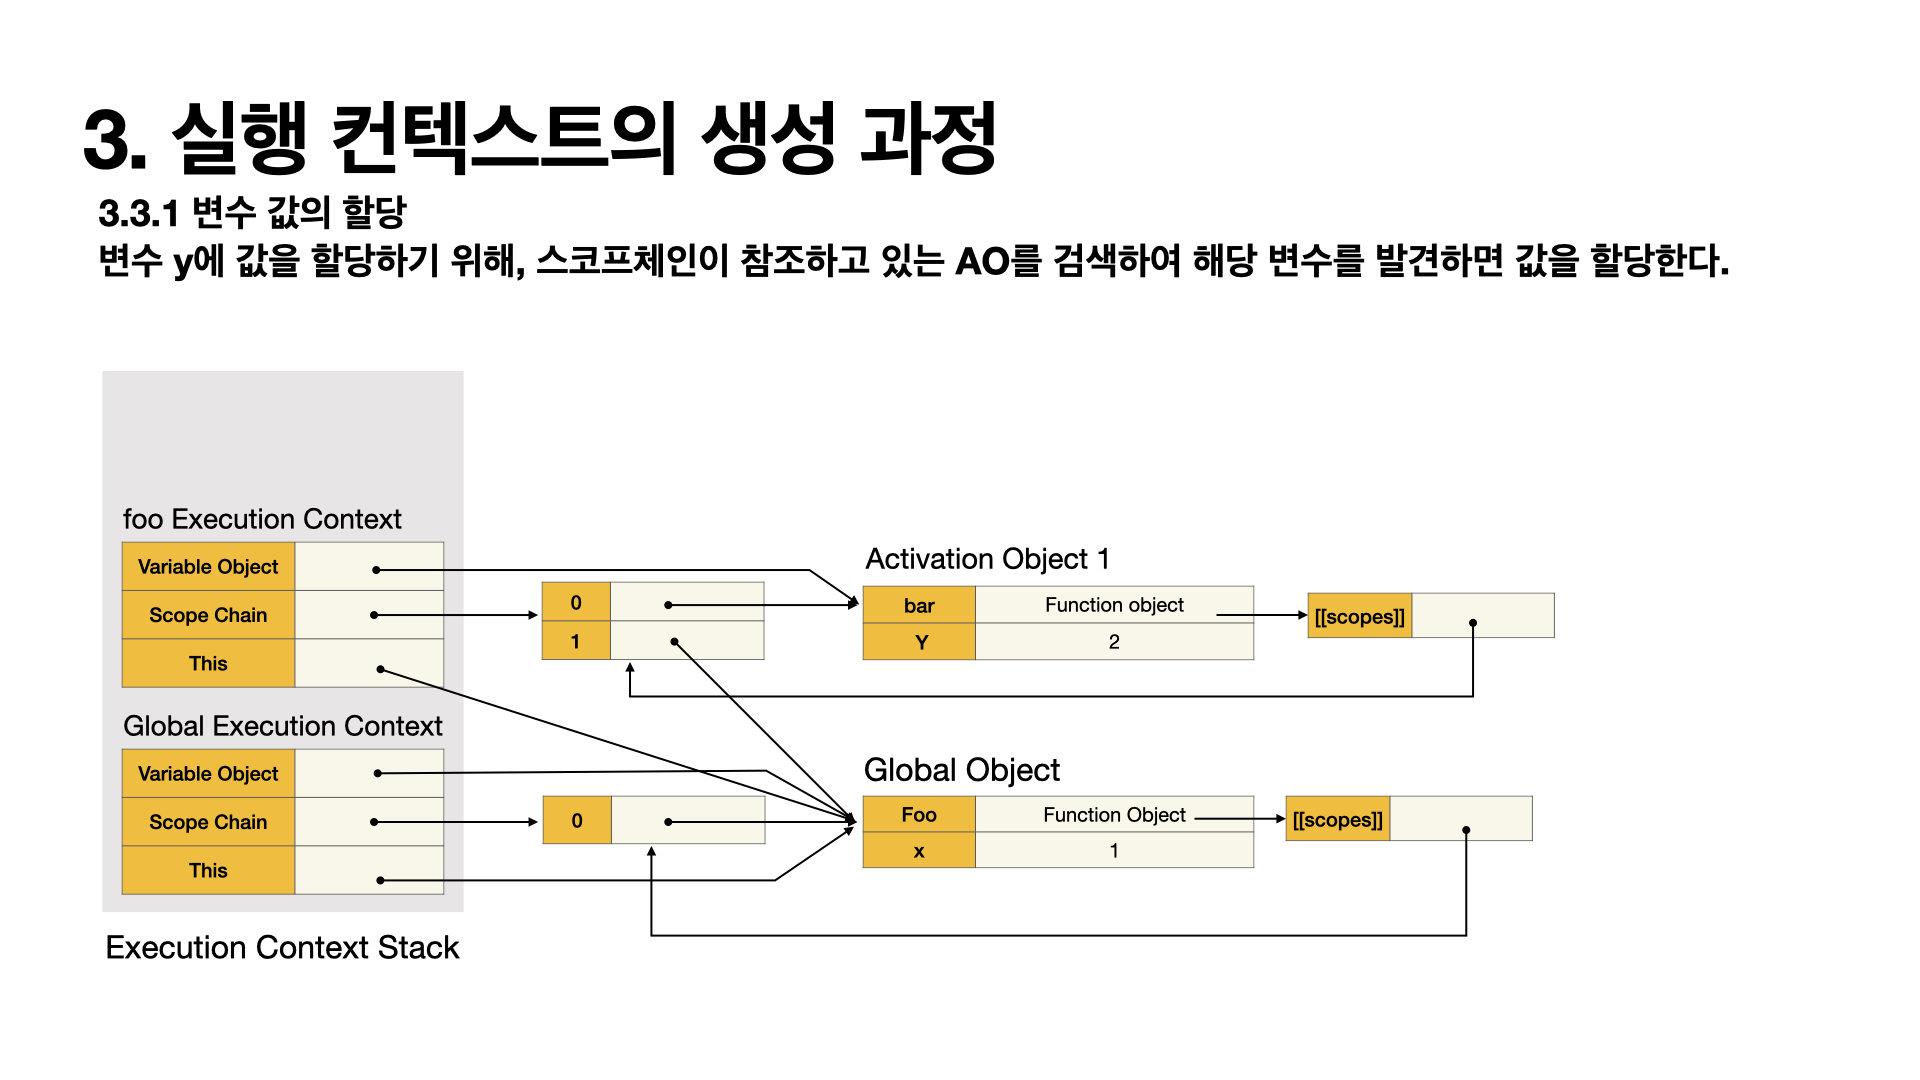 3. 실행 컨텍스트의 생성 과정
3.3.1 변수 값의 할당
변수 y에 값을 할당하기 위해, 스코프체인이 참조하고 있는 AO를 검색하여 해당 변수를 발견하면 값을 할당한다.
foo Execution Context
Variable Object
Scope Chain
This
0
1
Activation Object 1
bar Function object
Y 2
[[scopes]]
Global Execution Context
Variable Object
Scope Chain
This
0
Global Object
Foo Function Object
x 1
[[scopes]]
Execution Context Stack